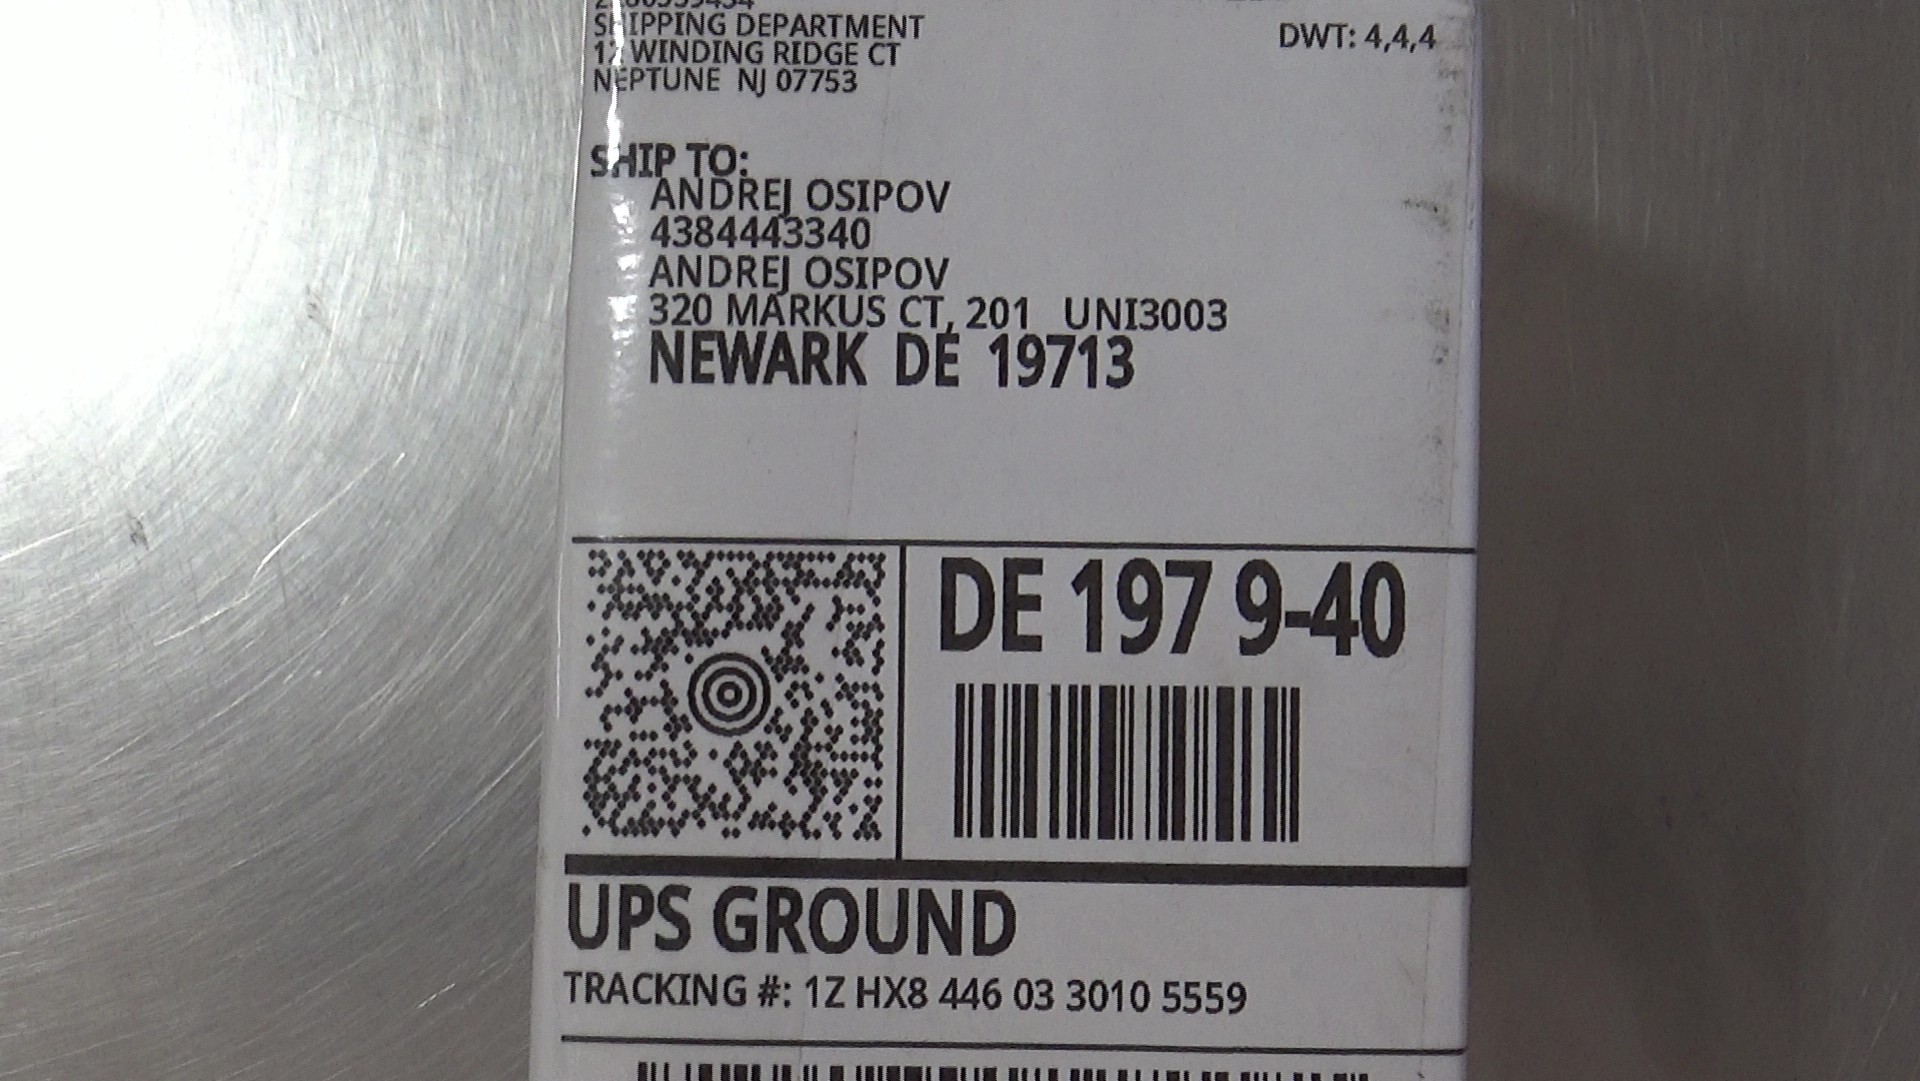 SHIPPING DEPARTMENT
12 WINDING RIDGE CT
NEPTUNE NJ 07753
DWT: 4,4,4
SHIP TO:
ANDREJ OSIPOV
4384443340
ANDREJ OSIPOV
320 MARKUS CT, 201 UNI3003
NEWARK DE 19713
DE 197 9-40
UPS GROUND
TRACKING #: 1Z HX8 446 03 3010 5559